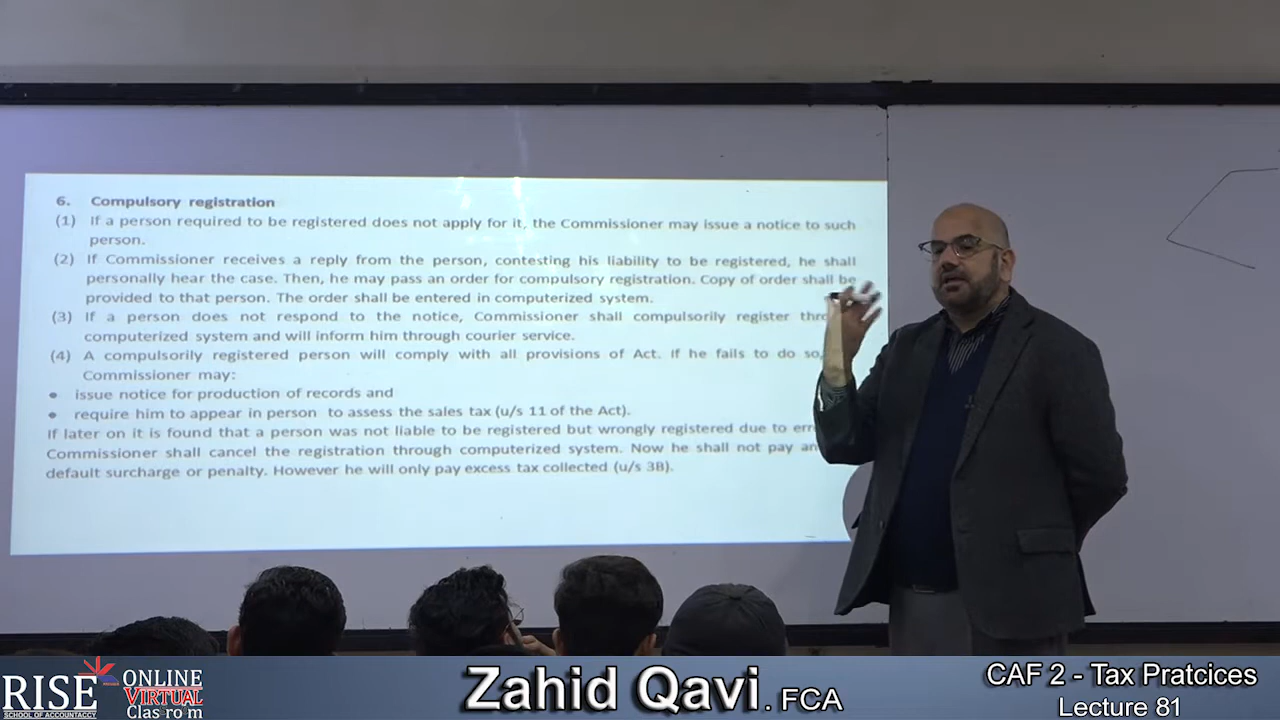 6. Compulsory registration
(1) If a person required to be registered does not apply for it, the Commissioner may issue a notice to such
person.
(2) If Commissioner receives a reply from the person, contesting his liability to be registered, he shall
personally hear the case. Then, he may pass an order for compulsory registration. Copy of order shall be
provided to that person. The order shall be entered in computerized system.
(3) If a person does not respond to the notice, Commissioner shall compulsorily register
computerized system and will inform him through courier service.
(4) A compulsorily registered person will comply with all provisions of Act. If he fails to do so,
Commissioner may:
• issue notice for production of records and
• require him to appear in person to assess the sales tax (u/s 11 of the Act).
If later on it is found that a person was not liable to be registered but wrongly registered due to
Commissioner shall cancel the registration through computerized system. Now he shall not pay
default surcharge or penalty. However he will only pay excess tax collected (u/s 3B).
RISE
SCHOOL OF ACCOUNTACY
ONLINE
VIRTUAL
Clasrom
Zahid Qavi. FCA
CAF 2 - Tax Pratcices
Lecture 81